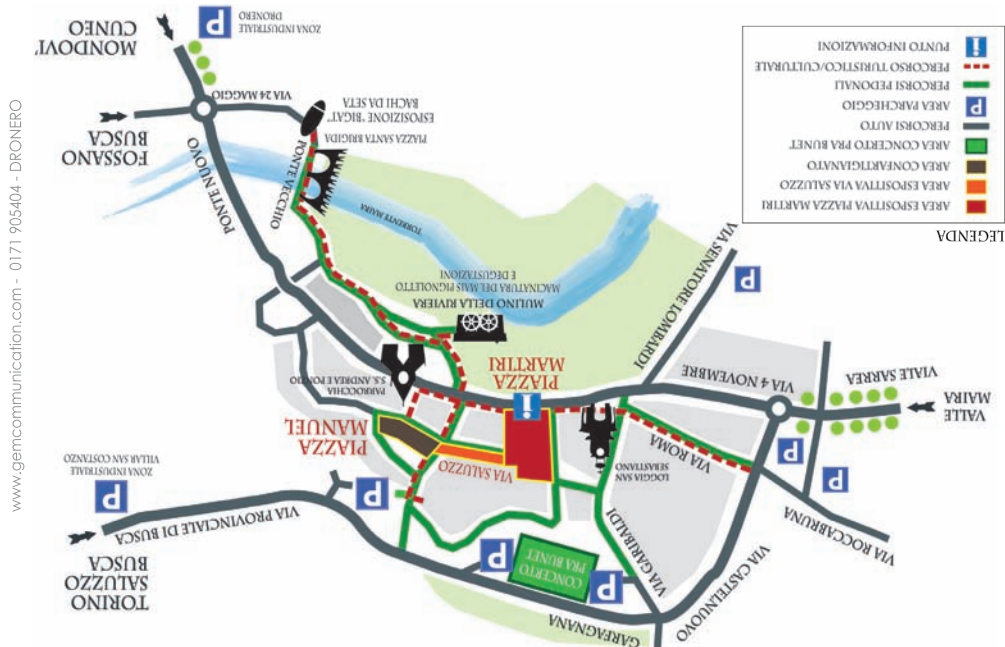 GARFAGNANA
VIA CASTELNUOVO
VIA GARIBALDI
CONCERTO
PRA BUNET
P
P
TORINO
SALUZZO
BUSCA
VIA PROVINCIALE DI BUSCA
P
P
ZONA INDUSTRIALE
VILLAR SAN COSTANZO
VIA ROCCABRUNA
P
P
VALLE
MAIRA
VIALE SARREA
VIA 4 NOVEMBRE
VIA ROMA
LOGGIA SAN
SEBASTIANO
VIA SALUZZO
PIAZZA
MANUEL
PARROCCHIA
S.S. ANDREA E PONZIO
i
PIAZZA
MARTIRI
VIA SENATORE LOMBARDI
P
MULINO DELLA RIVIERA
MACINATURA DEL MAIS PIGNOLETTO
E DEGUSTAZIONI
TORRENTE MAIRA
PONTE VECCHIO
PONTE NUOVO
PIAZZA SANTA BRIGIDA
ESPOSIZIONE "BIGAT"
BACHI DA SETA
FOSSANO
BUSCA
VIA 24 MAGGIO
MONDOVI'
CUNEO
P
ZONA INDUSTRIALE
DRONERO
LEGENDA
AREA ESPOSITIVA PIAZZA MARTIRI
AREA ESPOSITIVA VIA SALUZZO
AREA CONFARTIGIANATO
AREA CONCERTO PRA BUNET
PERCORSI AUTO
P AREA PARCHEGGIO
PERCORSI PEDONALI
PERCORSO TURISTICO/CULTURALE
i PUNTO INFORMAZIONI
www.gemcommunication.com - 0171 905404 - DRONERO